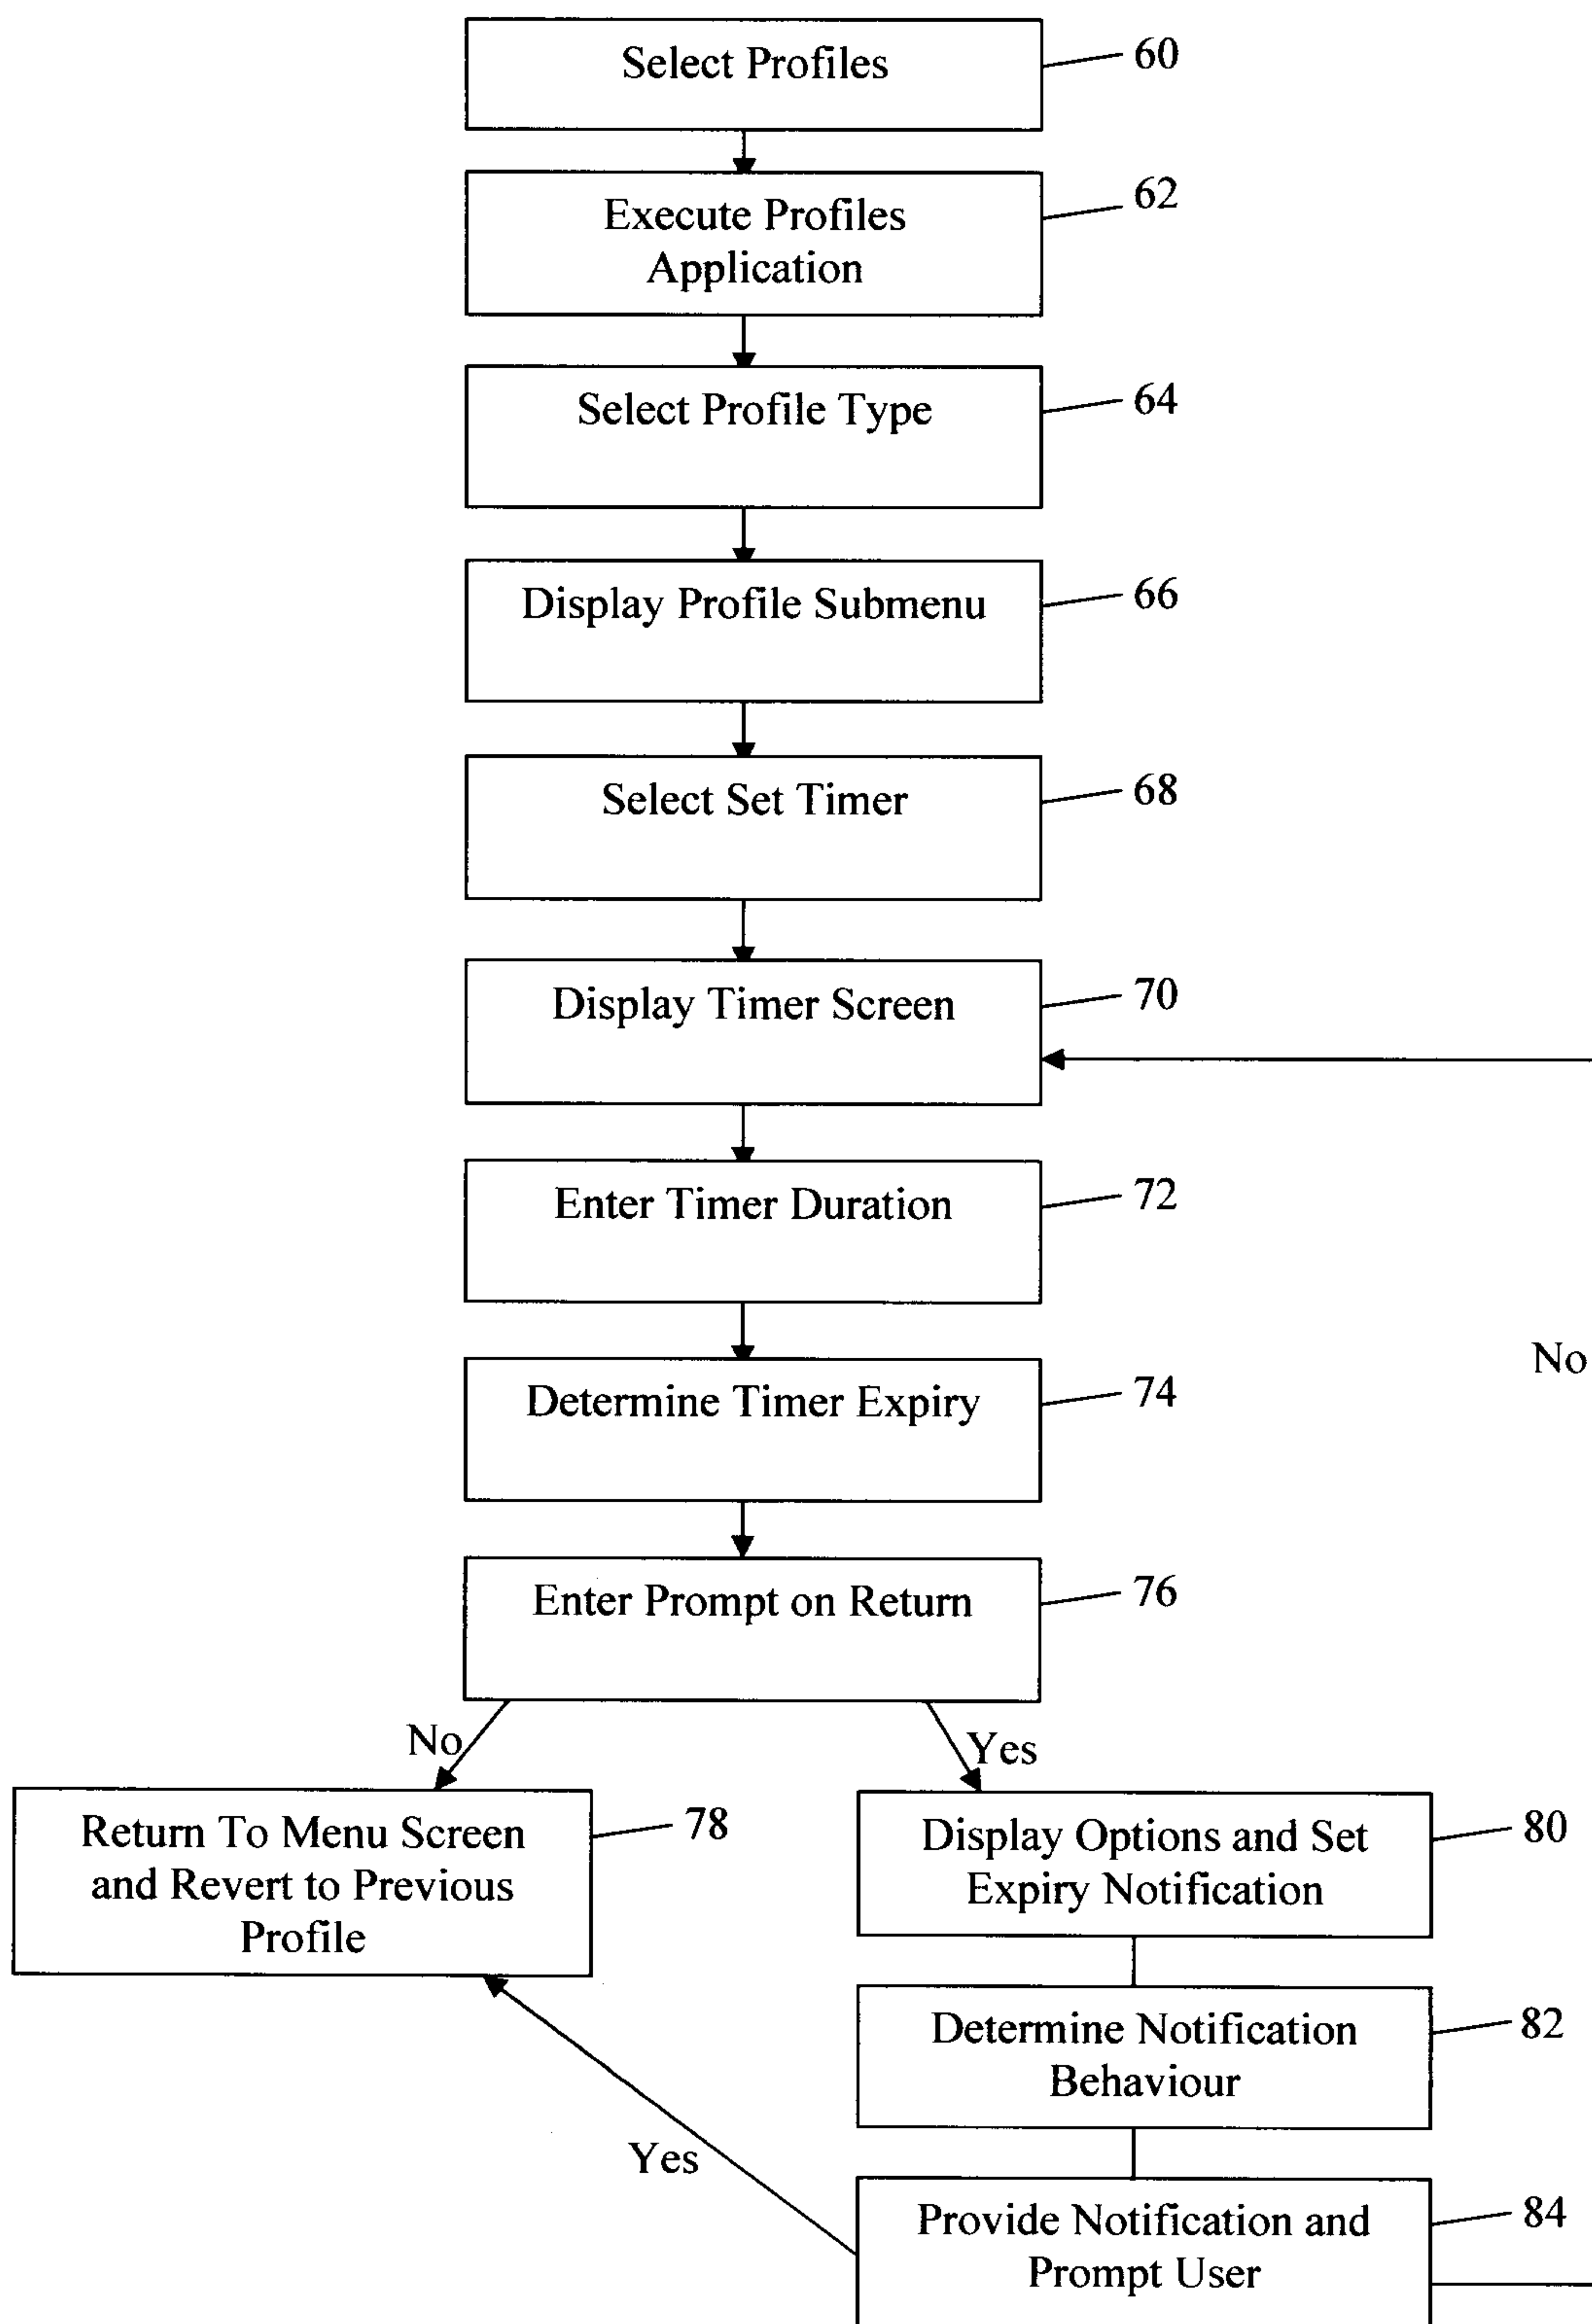 Select Profiles
60
Execute Profiles
Application
62
Select Profile Type
64
Display Profile Submenu
66
Select Set Timer
68
Display Timer Screen
70
Enter Timer Duration
72
No
Determine Timer Expiry
74
Enter Prompt on Return
76
No
Yes
Return To Menu Screen
and Revert to Previous
Profile
78
Display Options and Set
Expiry Notification
80
Determine Notification
Behaviour
82
Yes
Provide Notification and
Prompt User
84